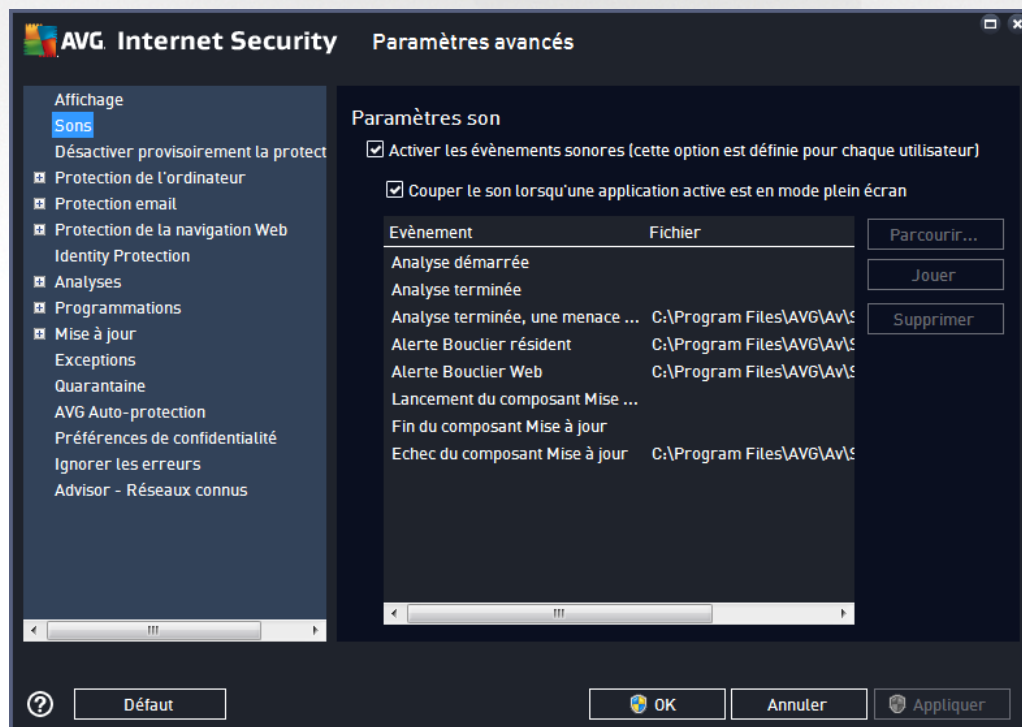 AVG. Internet Security Paramètres avancés
Affichage
Sons
Désactiver provisoirement la protect
Protection de l'ordinateur
Protection email
Protection de la navigation Web
Identity Protection
Analyses
Programmations
Mise à jour
Exceptions
Quarantaine
AVG Auto-protection
Préférences de confidentialité
Ignorer les erreurs
Advisor - Réseaux connus
Paramètres son
Activer les évènements sonores (cette option est définie pour chaque utilisateur)
Couper le son lorsqu'une application active est en mode plein écran
Evènement Fichier
Analyse démarrée
Analyse terminée
Analyse terminée, une menace ... C:\Program Files\AVG\Av\S
Alerte Bouclier résident C:\Program Files\AVG\Av\S
Alerte Bouclier Web C:\Program Files\AVG\Av\S
Lancement du composant Mise ...
Fin du composant Mise à jour
Echec du composant Mise à jour C:\Program Files\AVG\Av\S
Parcourir...
Jouer
Supprimer
Défaut OK Annuler Appliquer